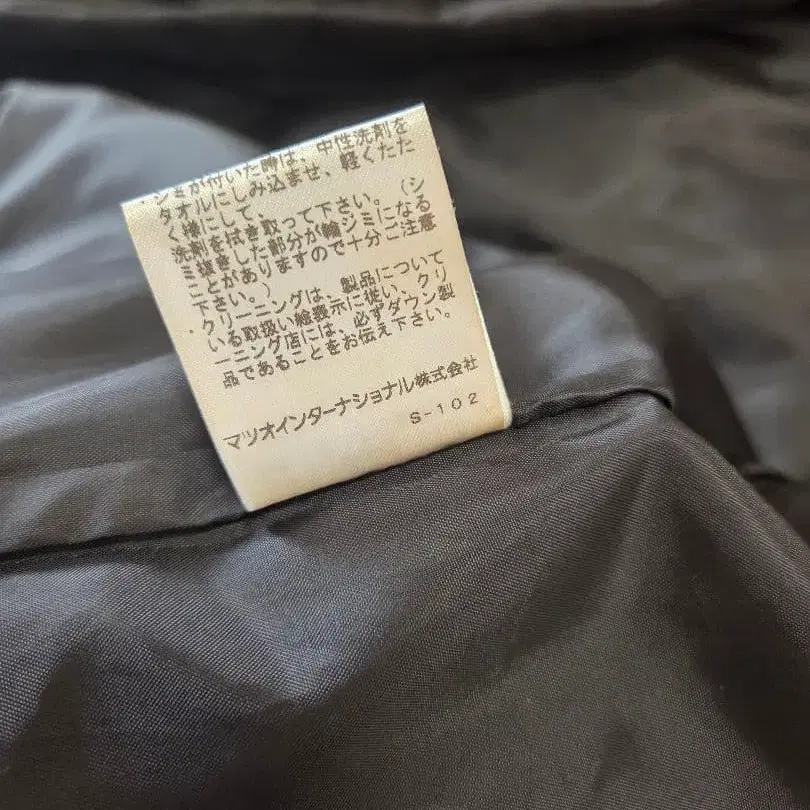 ・シミが付いた時は、中性洗剤を
タオルにしみ込ませ、軽くたた
く様にして、
洗剤を拭き取って下さい。（シ
ミ抜きした部分が輪ジミになる
ことがありますので十分ご注意
下さい。）
・クリーニングは、製品について
いる取扱い絵表示に従い、クリ
ーニング店には、必ずダウン製
品であることをお伝え下さい。
マツオインターナショナル株式会社
S-102